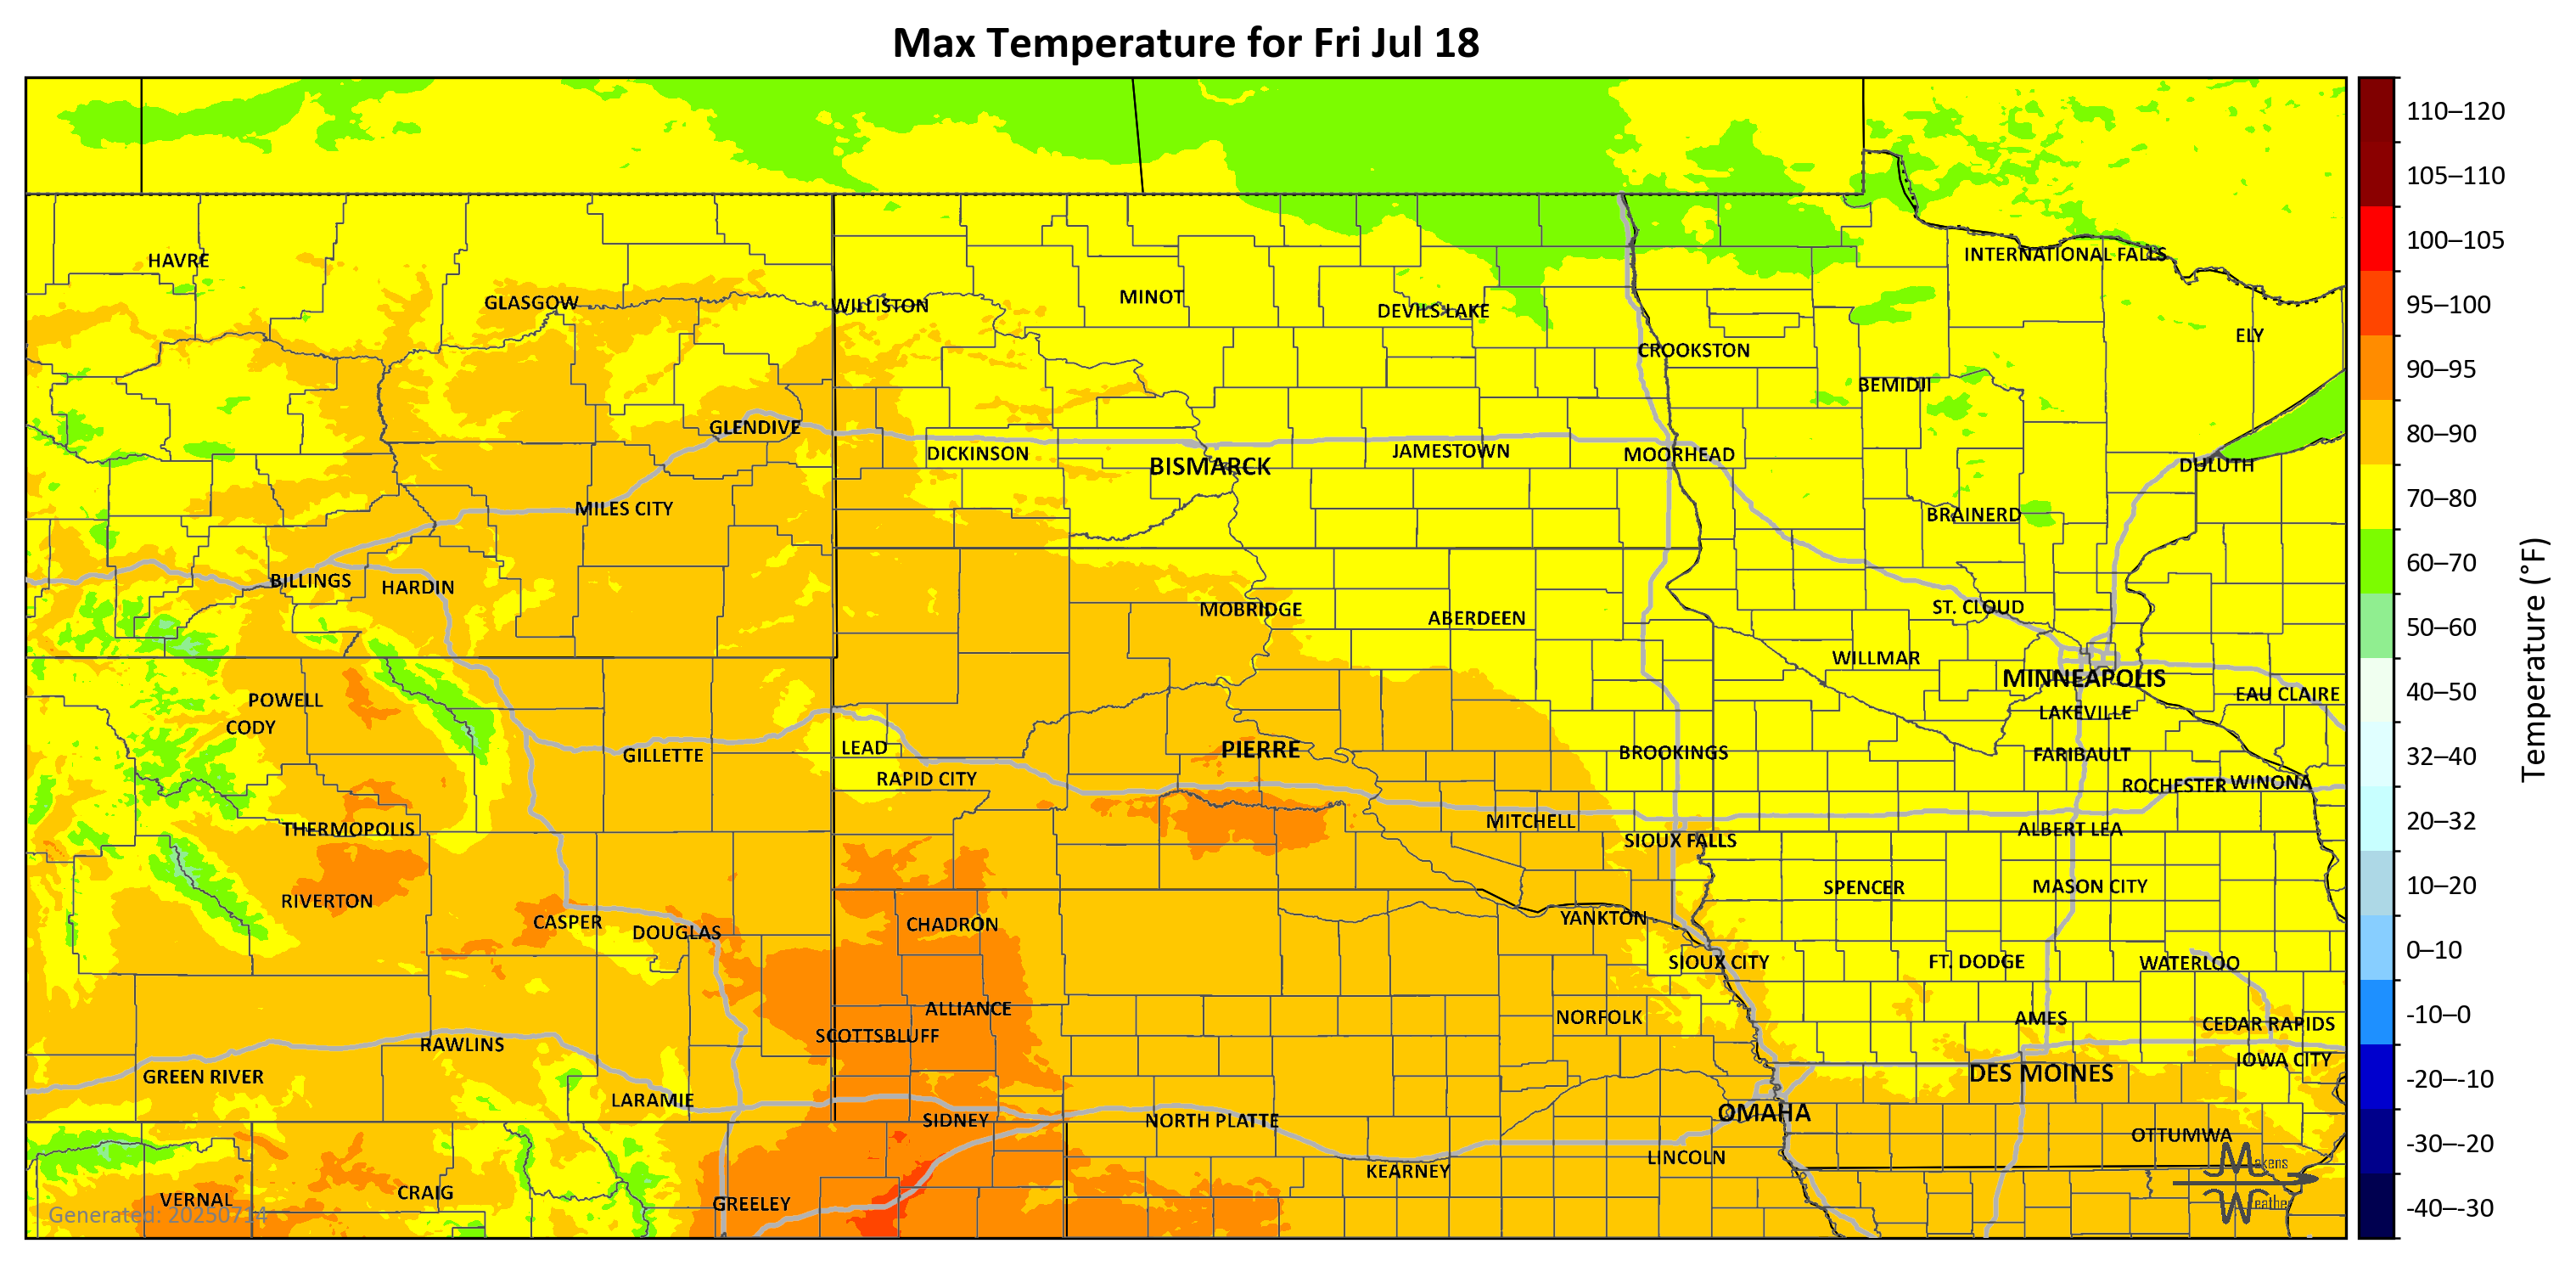 Max Temperature for Fri Jul 18
110–120
105–110
100–105
95–100
90–95
80–90
70–80
60–70
50–60
40–50
32–40
20–32
10–20
0–10
-10–0
-20–-10
-30–-20
-40–-30
Temperature (°F)
HAVRE
GLASGOW
WILLISTON
MINOT
DEVILS LAKE
INTERNATIONAL FALLS
ELY
CROOKSTON
BEMIDJI
GLENDIVE
DICKINSON
BISMARCK
JAMESTOWN
MOORHEAD
DULUTH
MILES CITY
BRAINERD
BILLINGS
HARDIN
MOBRIDGE
ABERDEEN
ST. CLOUD
WILLMAR
MINNEAPOLIS
EAU CLAIRE
POWELL
CODY
LAKEVILLE
GILLETTE
LEAD
PIERRE
BROOKINGS
FARIBAULT
RAPID CITY
ROCHESTER
WINONA
THERMOPOLIS
MITCHELL
SIOUX FALLS
ALBERT LEA
RIVERTON
SPENCER
MASON CITY
CASPER
DOUGLAS
CHADRON
YANKTON
SIOUX CITY
FT. DODGE
WATERLOO
ALLIANCE
NORFOLK
AMES
CEDAR RAPIDS
SCOTTSBLUFF
RAWLINS
IOWA CITY
GREEN RIVER
DES MOINES
LARAMIE
SIDNEY
NORTH PLATTE
OMAHA
OTTUMWA
LINCOLN
KEARNEY
VERNAL
CRAIG
GREELEY
Makens
Weather
Generated: 20250714